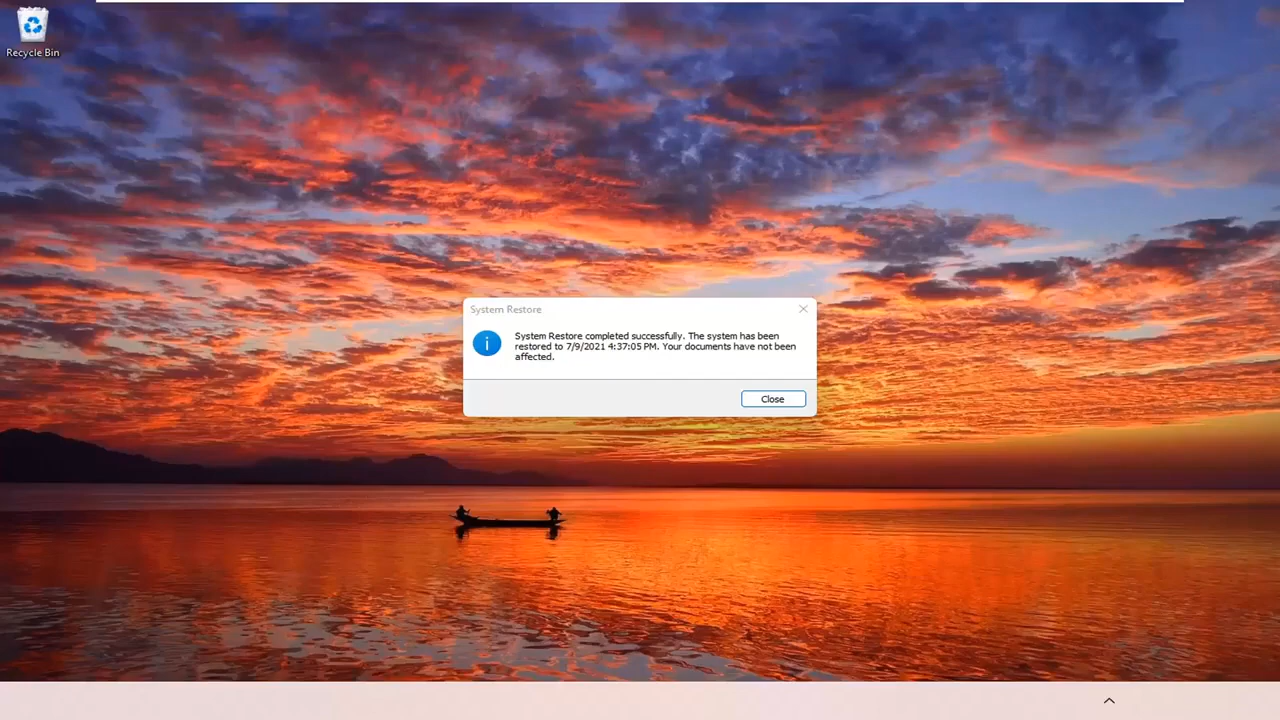 Recycle Bin
System Restore
System Restore completed successfully. The system has been
restored to 7/9/2021 4:37:05 PM. Your documents have not been
affected.
Close